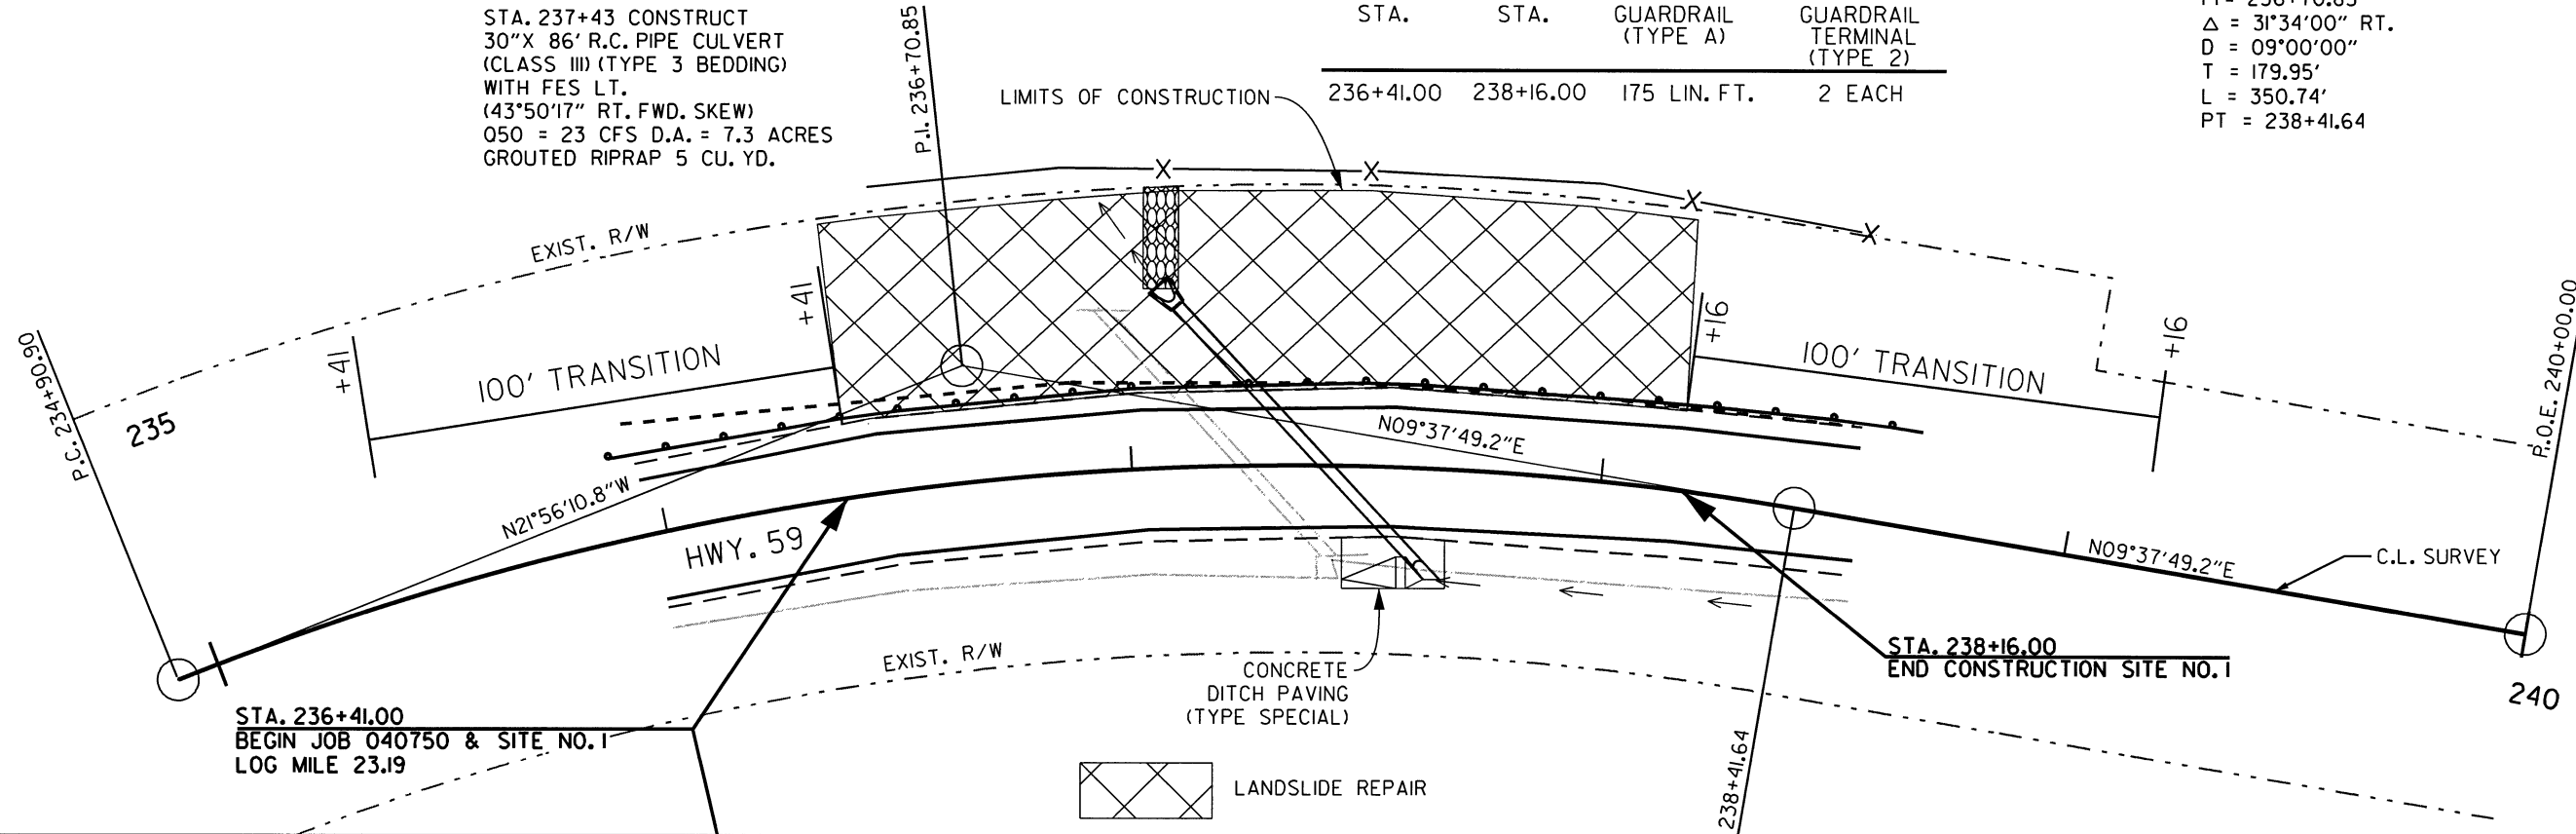 STA. 237+43 CONSTRUCT
30"X 86' R.C. PIPE CULVERT
(CLASS III) (TYPE 3 BEDDING)
WITH FES LT.
(43°50'17" RT. FWD. SKEW)
Q50 = 23 CFS D.A. = 7.3 ACRES
GROUTED RIPRAP 5 CU. YD.
P.I. 236+70.85
STA. STA. GUARDRAIL GUARDRAIL
(TYPE A) TERMINAL
(TYPE 2)
236+41.00 238+16.00 175 LIN. FT. 2 EACH
PI = 236+70.85
Δ = 31°34'00" RT.
D = 09°00'00"
T = 179.95'
L = 350.74'
PT = 238+41.64
LIMITS OF CONSTRUCTION
X X X X
EXIST. R/W
+41
+41
100' TRANSITION
+16
+16
100' TRANSITION
P.C. 234+90.90
235
P.O.E. 240+00.00
N21°56'10.8"W
N09°37'49.2"E
N09°37'49.2"E
HWY. 59
C.L. SURVEY
EXIST. R/W
CONCRETE
DITCH PAVING
(TYPE SPECIAL)
STA. 238+16.00
END CONSTRUCTION SITE NO. 1
240
STA. 236+41.00
BEGIN JOB 040750 & SITE NO. 1
LOG MILE 23.19
238+41.64
LANDSLIDE REPAIR